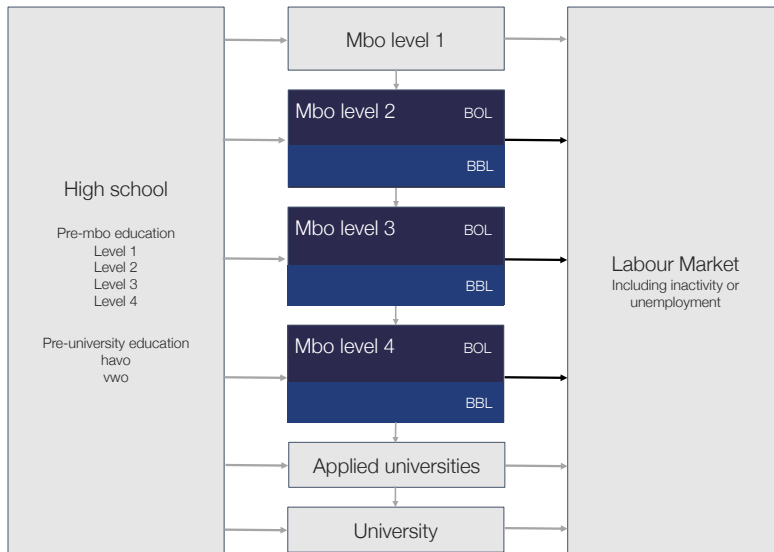 High school
Pre-mbo education
Level 1
Level 2
Level 3
Level 4
Pre-university education
havo
vwo
Mbo level 1
Mbo level 2 BOL
BBL
Mbo level 3 BOL
BBL
Mbo level 4 BOL
BBL
Applied universities
University
Labour Market
Including inactivity or
unemployment